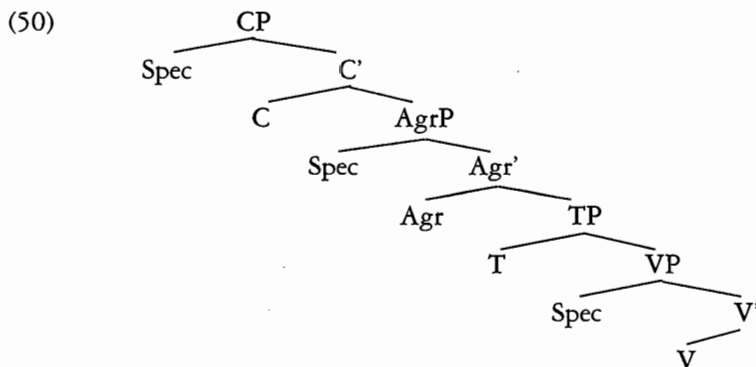 (50) CP
Spec C'
C AgrP
Spec Agr'
Agr TP
T VP
Spec V'
V